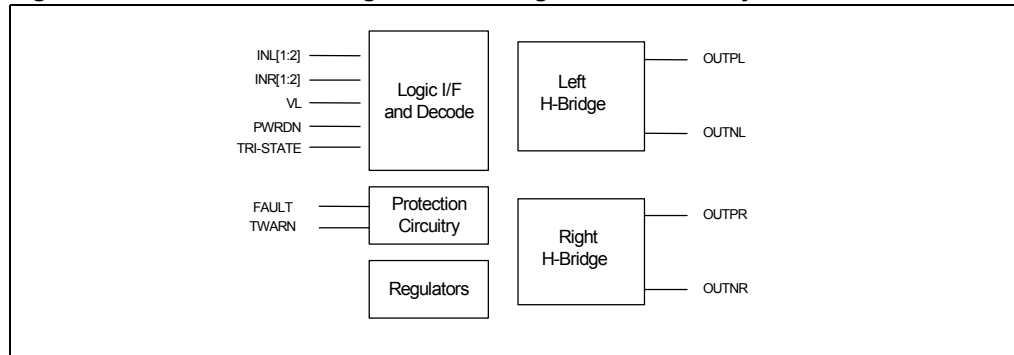 INL[1:2]
INR[1:2]
VL
PWRDN
TRI-STATE
Logic I/F
and Decode
Left
H-Bridge
OUTPL
OUTNL
FAULT
TWARN
Protection
Circuitry
Regulators
Right
H-Bridge
OUTPR
OUTNR